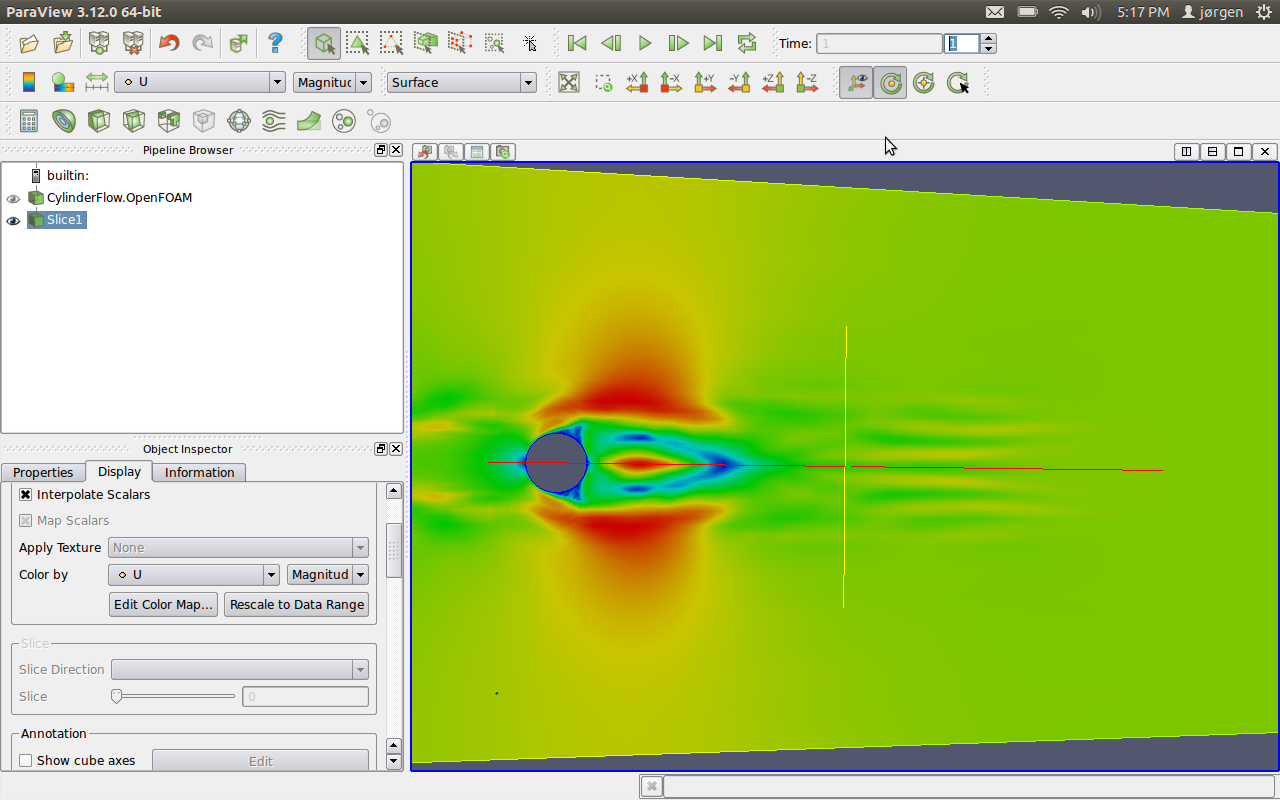 ParaView 3.12.0 64-bit
5:17 PM
jørgen
Time:
1
1
U
Magnituc
Surface
+X
-X
+Y
-Y
+Z
-Z
Pipeline Browser
builtin:
CylinderFlow.OpenFOAM
Slice1
Object Inspector
Properties
Display
Information
Interpolate Scalars
Map Scalars
Apply Texture
None
Color by
U
Magnitud
Edit Color Map...
Rescale to Data Range
Slice
Slice Direction
Slice
0
Annotation
Show cube axes
Edit